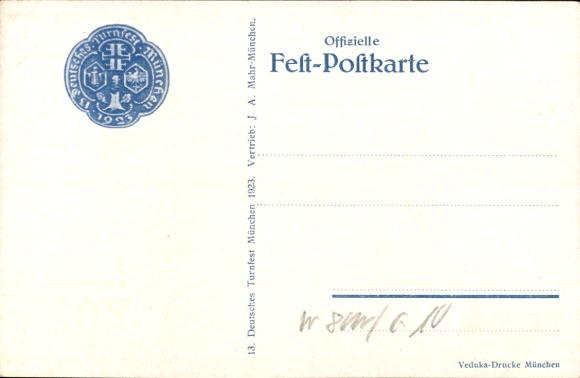 13. Deutsches Turnfest München
1923
Offizielle
Feſt-Poſtkarte
13. Deutsches Turnfest München 1923. Vertrieb: J. A. Mahr-München.
Veduka-Drucke München